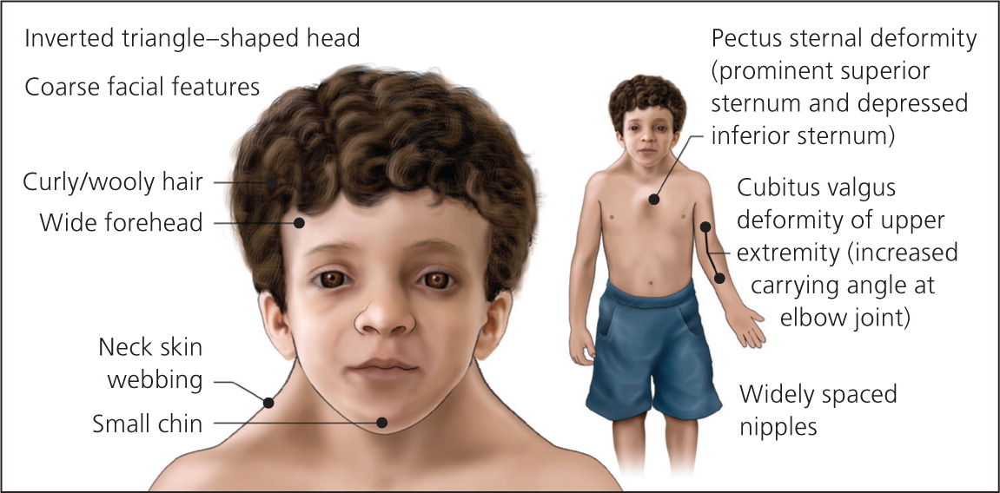 Inverted triangle–shaped head
Coarse facial features
Curly/wooly hair
Wide forehead
Neck skin
webbing
Small chin
Pectus sternal deformity
(prominent superior
sternum and depressed
inferior sternum)
Cubitus valgus
deformity of upper
extremity (increased
carrying angle at
elbow joint)
Widely spaced
nipples